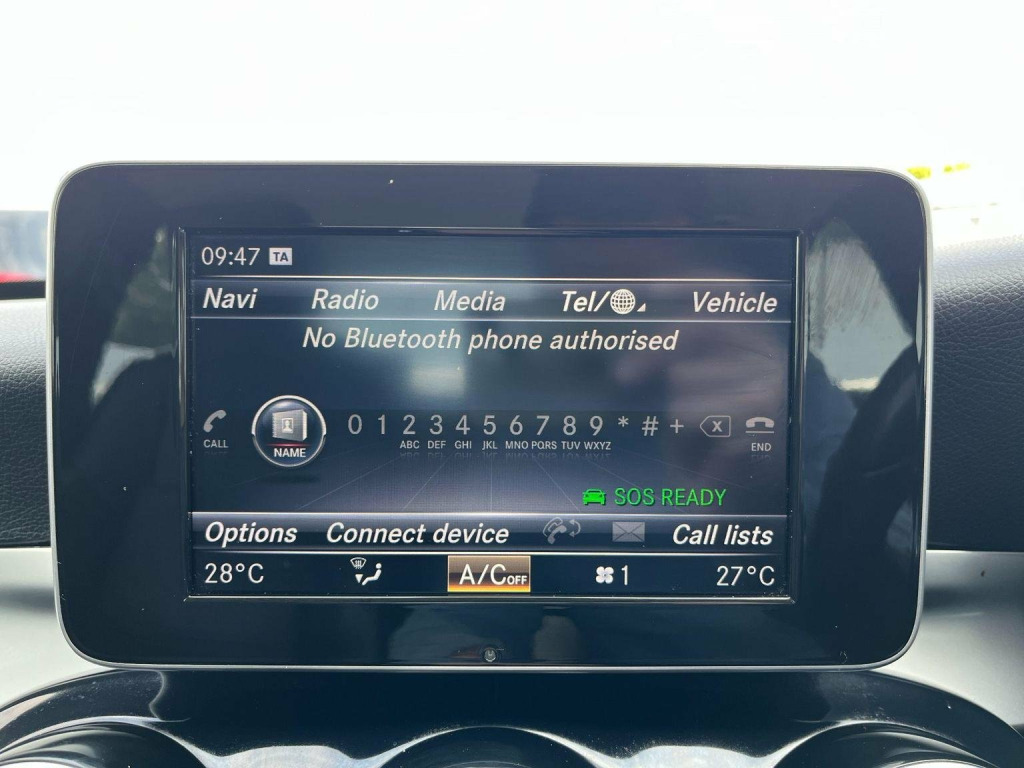 09:47 TA
Navi Radio Media Tel/ Vehicle
No Bluetooth phone authorised
0 1 2 3 4 5 6 7 8 9 * # + X
CALL NAME ABC DEF GHI JKL MNO PQRS TUV WXYZ END
SOS READY
Options Connect device Call lists
28°C A/C OFF 1 27°C